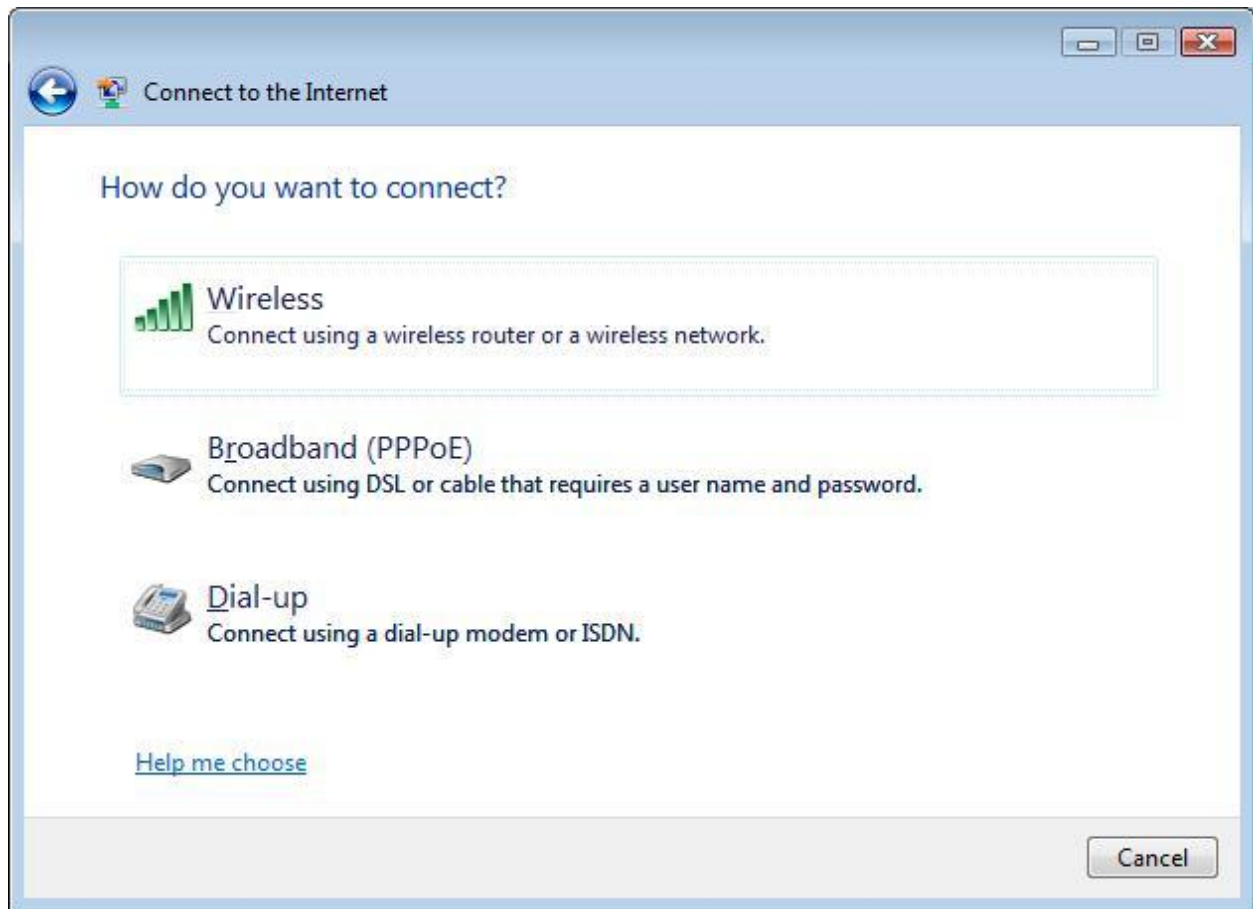 Connect to the Internet
How do you want to connect?
Wireless
Connect using a wireless router or a wireless network.
Broadband (PPPoE)
Connect using DSL or cable that requires a user name and password.
Dial-up
Connect using a dial-up modem or ISDN.
Help me choose
Cancel